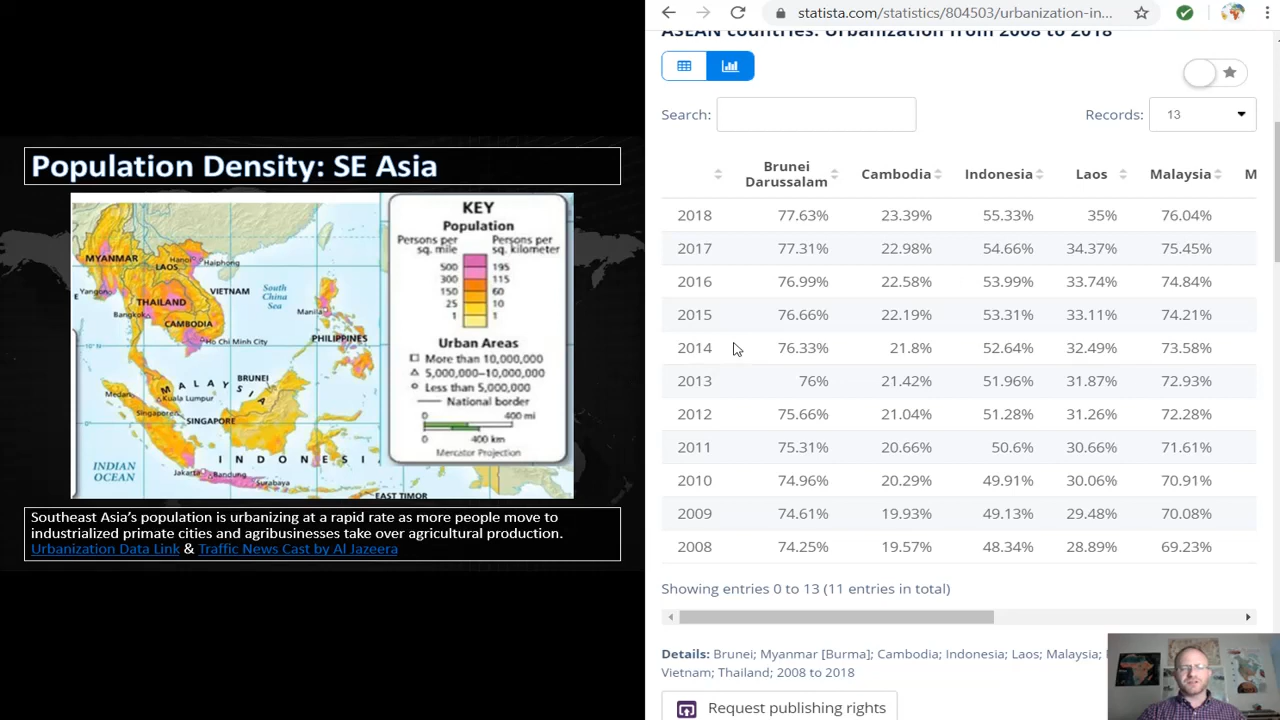 Population Density: SE Asia
MYANMAR
LAOS
Hanoi
Haiphong
Yangon
THAILAND
VIETNAM
South
China
Sea
Bangkok
CAMBODIA
Manila
Ho Chi Minh City
PHILIPPINES
10°N
MALAYSIA
BRUNEI
Medan
Kuala Lumpur
Singapore
SINGAPORE
0°
INDONESI
INDIAN
OCEAN
Jakarta
Bandung
Surabaya
EAST TIMOR
KEY
Population
Persons per Persons per
sq. mile sq. kilometer
500 195
300 115
150 60
25 10
1 1
Urban Areas
More than 10,000,000
5,000,000–10,000,000
Less than 5,000,000
National border
0 400 mi
0 400 km
Mercator Projection
Southeast Asia's population is urbanizing at a rapid rate as more people move to
industrialized primate cities and agribusinesses take over agricultural production.
Urbanization Data Link & Traffic News Cast by Al Jazeera
statista.com/statistics/804503/urbanization-in...
ASEAN countries: Urbanization from 2008 to 2018
Search:
Records: 13
Brunei
Darussalam Cambodia Indonesia Laos Malaysia M
2018 77.63% 23.39% 55.33% 35% 76.04%
2017 77.31% 22.98% 54.66% 34.37% 75.45%
2016 76.99% 22.58% 53.99% 33.74% 74.84%
2015 76.66% 22.19% 53.31% 33.11% 74.21%
2014 76.33% 21.8% 52.64% 32.49% 73.58%
2013 76% 21.42% 51.96% 31.87% 72.93%
2012 75.66% 21.04% 51.28% 31.26% 72.28%
2011 75.31% 20.66% 50.6% 30.66% 71.61%
2010 74.96% 20.29% 49.91% 30.06% 70.91%
2009 74.61% 19.93% 49.13% 29.48% 70.08%
2008 74.25% 19.57% 48.34% 28.89% 69.23%
Showing entries 0 to 13 (11 entries in total)
Details: Brunei; Myanmar [Burma]; Cambodia; Indonesia; Laos; Malaysia;
Vietnam; Thailand; 2008 to 2018
Request publishing rights